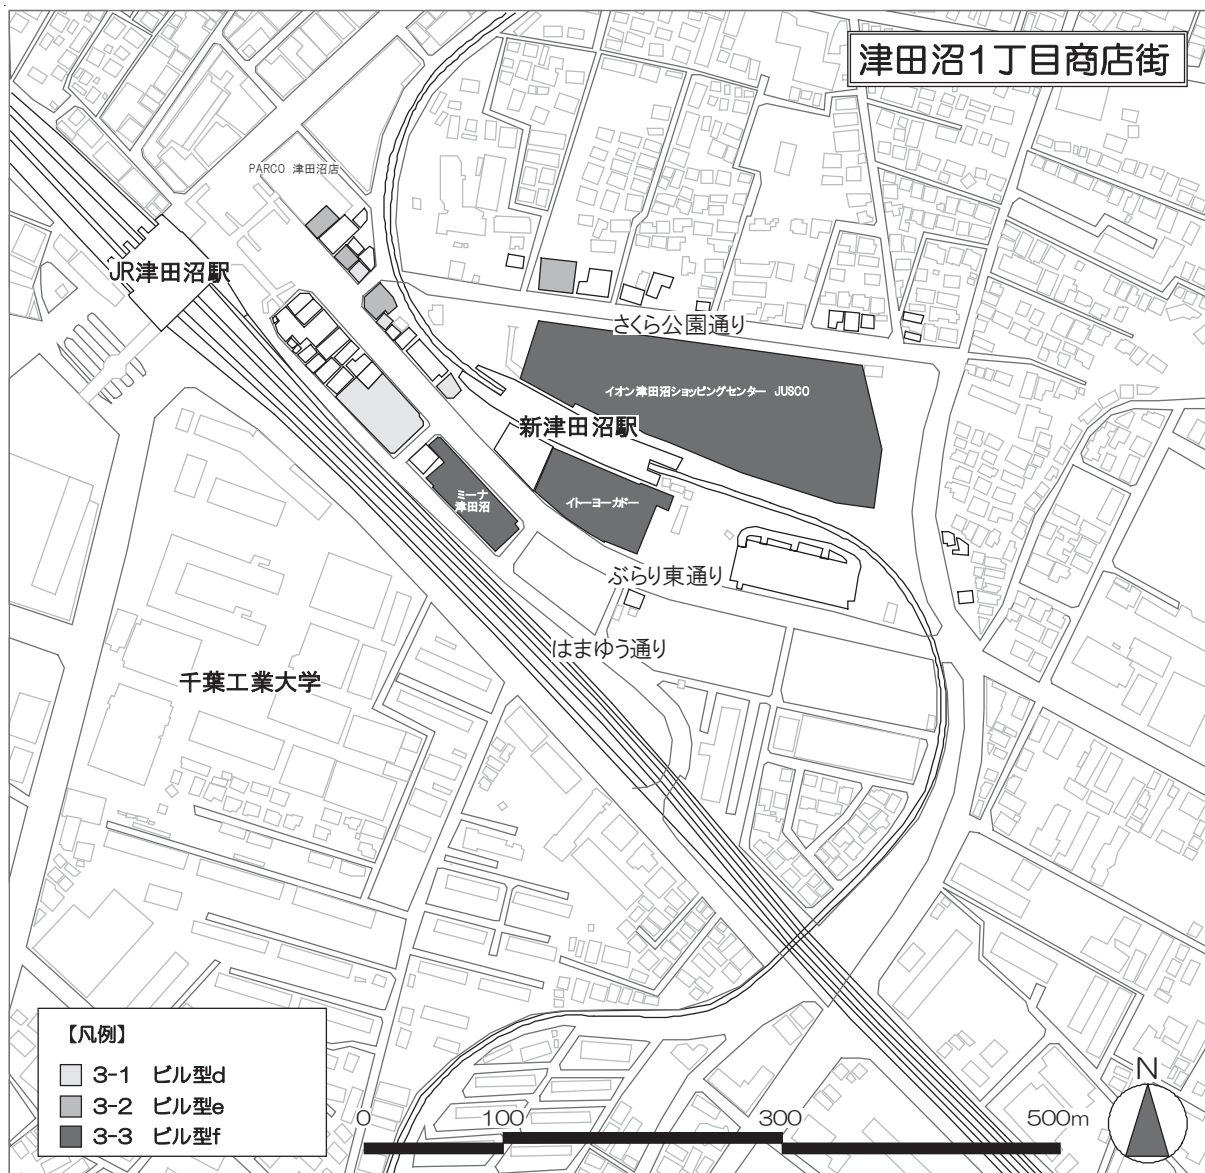 津田沼1丁目商店街
PARCO 津田沼店
JR津田沼駅
さくら公園通り
イオン津田沼ショッピングセンター JUSCO
新津田沼駅
ミーナ
津田沼
イトーヨーカドー
ぶらり東通り
はまゆう通り
千葉工業大学
【凡例】
3-1 ビル型d
3-2 ビル型e
3-3 ビル型f
0 100 300 500m
N